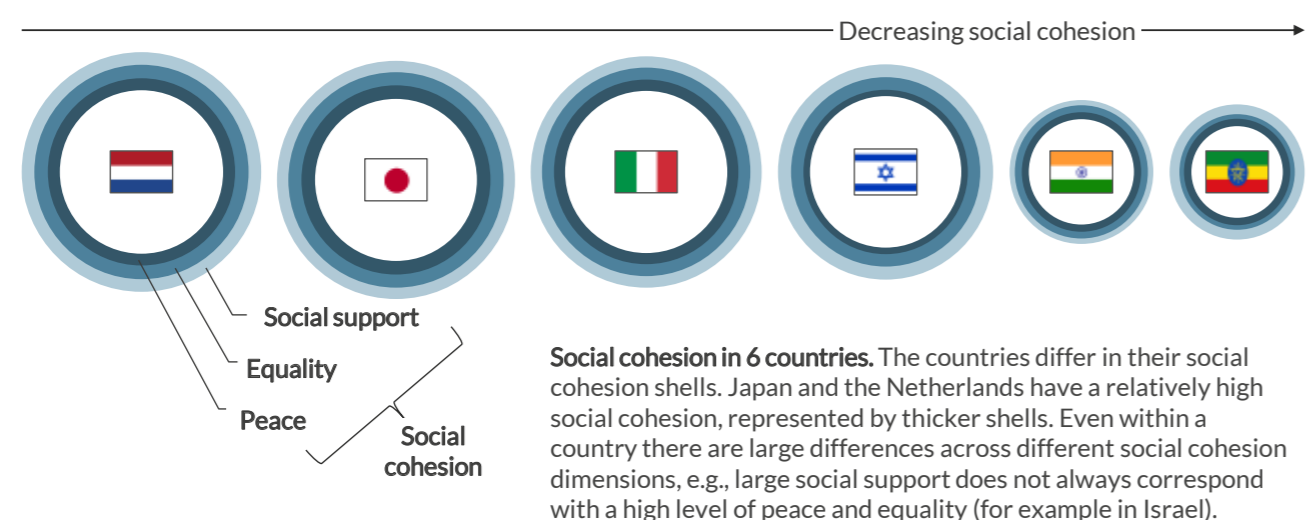 Decreasing social cohesion
Social support
Equality
Peace
Social
cohesion
Social cohesion in 6 countries. The countries differ in their social
cohesion shells. Japan and the Netherlands have a relatively high
social cohesion, represented by thicker shells. Even within a
country there are large differences across different social cohesion
dimensions, e.g., large social support does not always correspond
with a high level of peace and equality (for example in Israel).